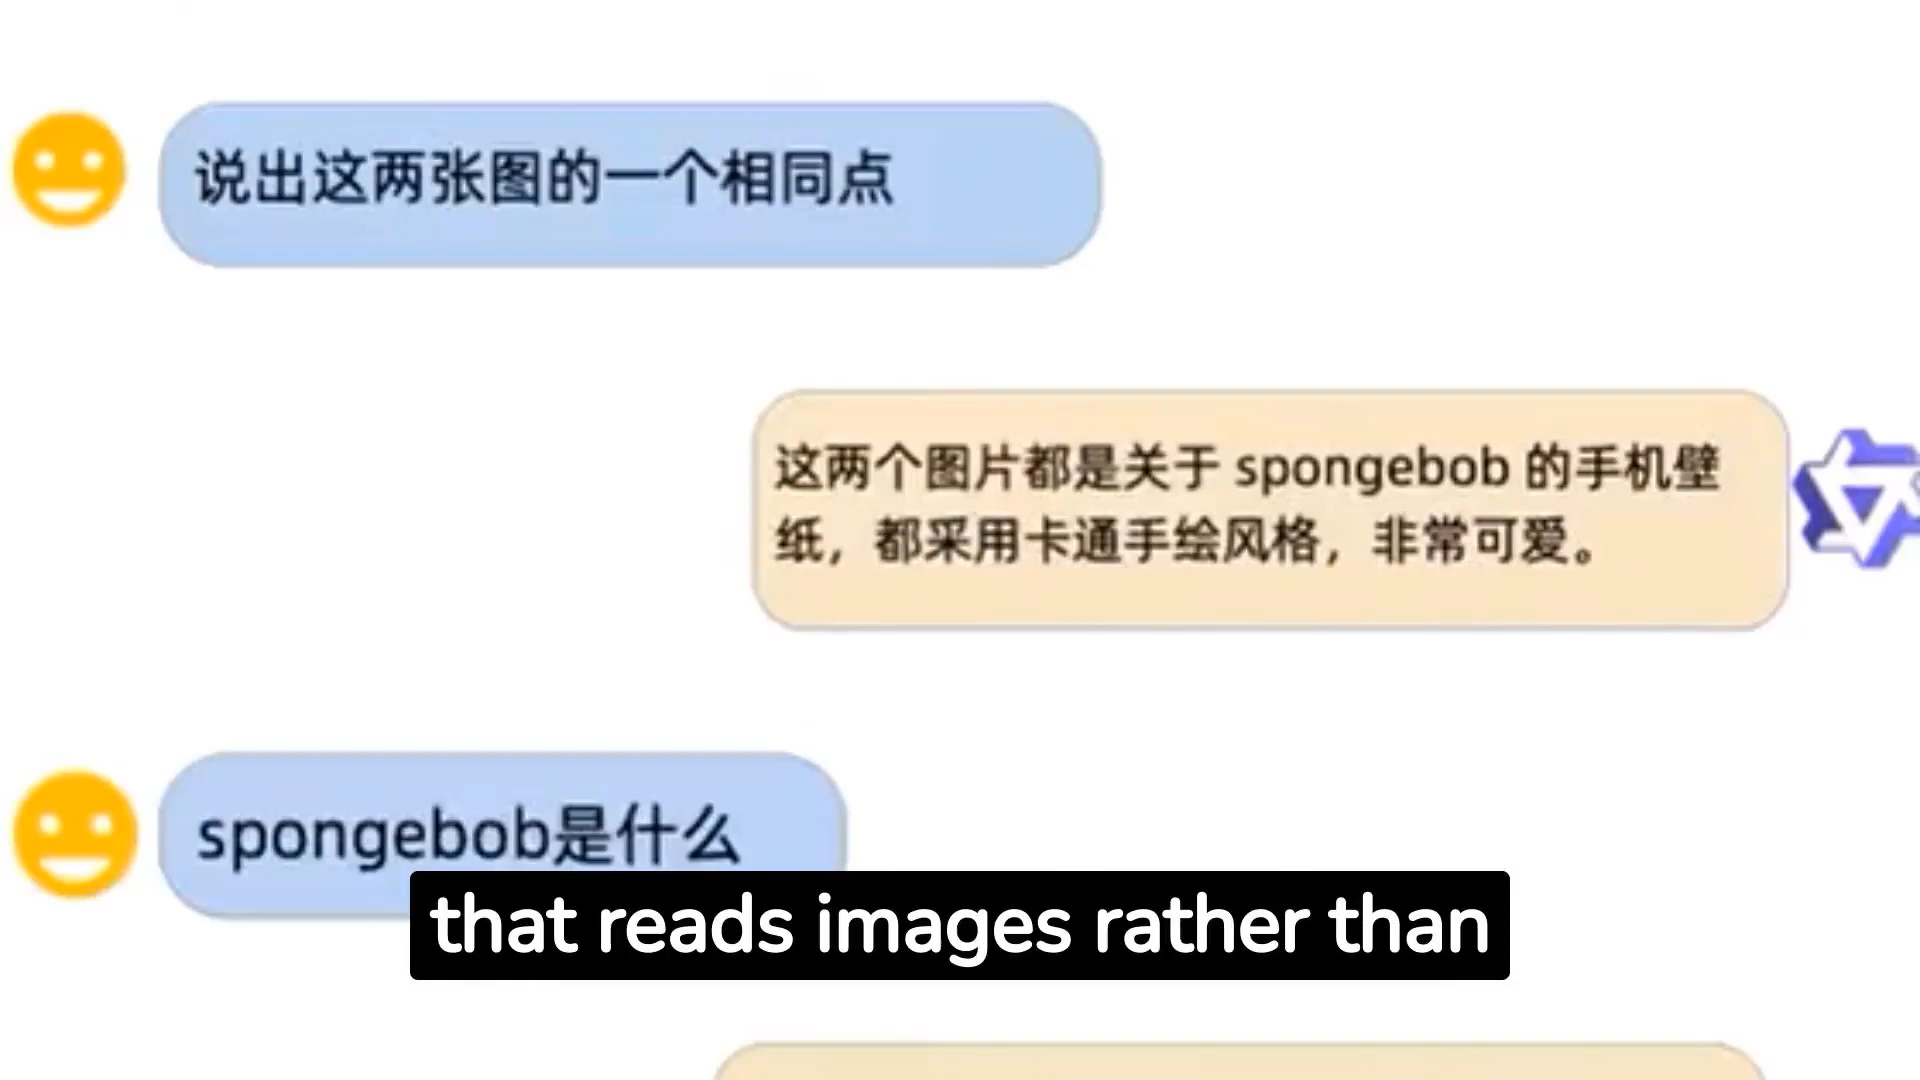 说出这两张图的一个相同点
这两个图片都是关于 spongebob 的手机壁
纸，都采用卡通手绘风格，非常可爱。
spongebob是什么
that reads images rather than